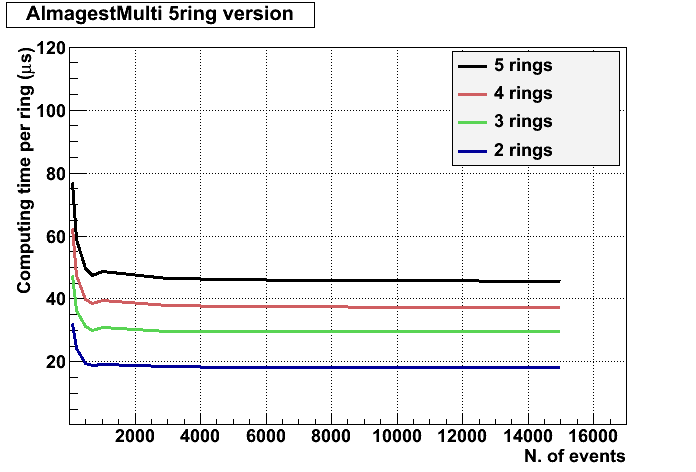 AlmagestMulti 5ring version
Computing time per ring (μs)
120
100
80
60
40
20
5 rings
4 rings
3 rings
2 rings
2000 4000 6000 8000 10000 12000 14000 16000
N. of events